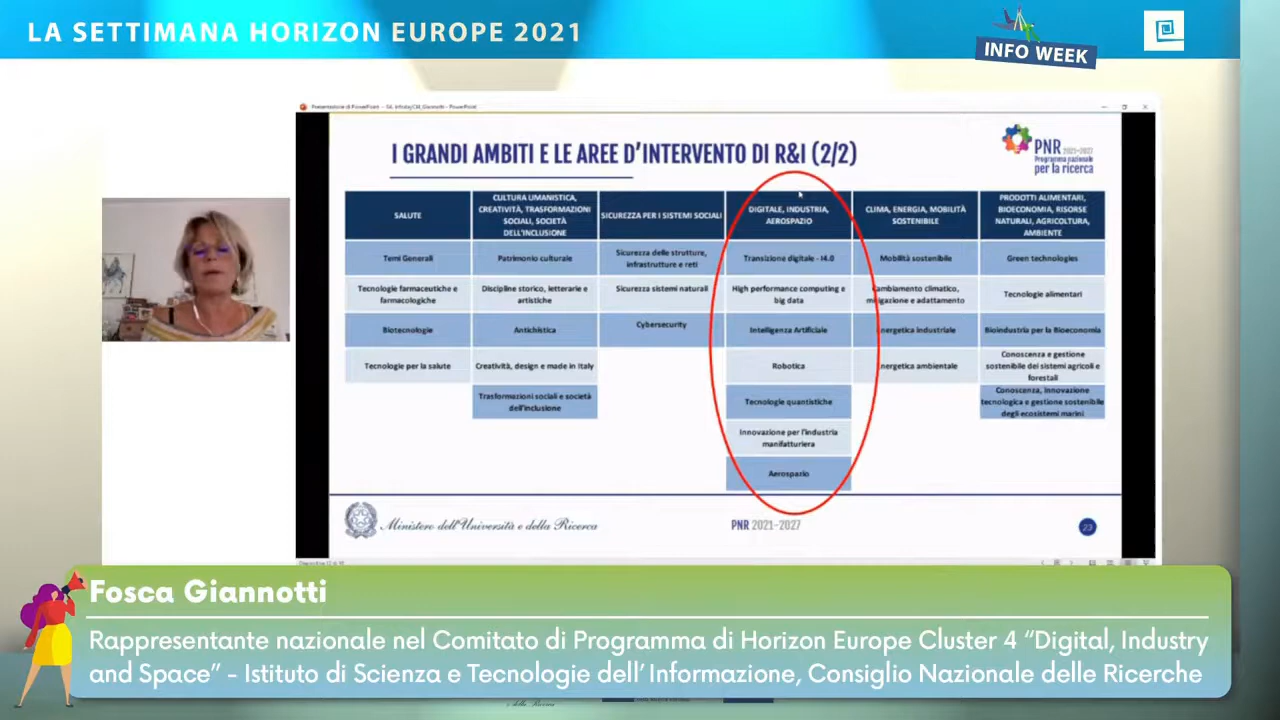 LA SETTIMANA HORIZON EUROPE 2021
INFO WEEK
Presentazione di PowerPoint
PowerPoint
I GRANDI AMBITI E LE AREE D'INTERVENTO DI R&I (2/2)
PNR 2021-2027
Programma nazionale
per la ricerca
SALUTE
Temi Generali
Tecnologie farmaceutiche e
farmacologiche
Biotecnologie
Tecnologie per la salute
CULTURA UMANISTICA,
CREATIVITÀ, TRASFORMAZIONI
SOCIALI, SOCIETÀ
DELL'INCLUSIONE
Patrimonio culturale
Discipline storico, letterarie e
artistiche
Antichistica
Creatività, design e made in Italy
Trasformazioni sociali e società
dell'inclusione
SICUREZZA PER I SISTEMI SOCIALI
Sicurezza delle strutture,
infrastrutture e reti
Sicurezza sistemi naturali
Cybersecurity
DIGITALE, INDUSTRIA,
AEROSPAZIO
Transizione digitale - I4.0
High performance computing e
big data
Intelligenza Artificiale
Robotica
Tecnologie quantistiche
Innovazione per l'industria
manifatturiera
Aerospazio
CLIMA, ENERGIA, MOBILITÀ
SOSTENIBILE
Mobilità sostenibile
Cambiamento climatico,
mitigazione e adattamento
Energetica industriale
Energetica ambientale
PRODOTTI ALIMENTARI,
BIOECONOMIA, RISORSE
NATURALI, AGRICOLTURA,
AMBIENTE
Green technologies
Tecnologie alimentari
Bioindustria per la Bioeconomia
Conoscenza e gestione
sostenibile dei sistemi agricoli e
forestali
Conoscenza, innovazione
tecnologica e gestione sostenibile
degli ecosistemi marini
Ministero dell'Università e della Ricerca
PNR 2021-2027
23
Fosca Giannotti
Rappresentante nazionale nel Comitato di Programma di Horizon Europe Cluster 4 “Digital, Industry
and Space” - Istituto di Scienza e Tecnologie dell'Informazione, Consiglio Nazionale delle Ricerche